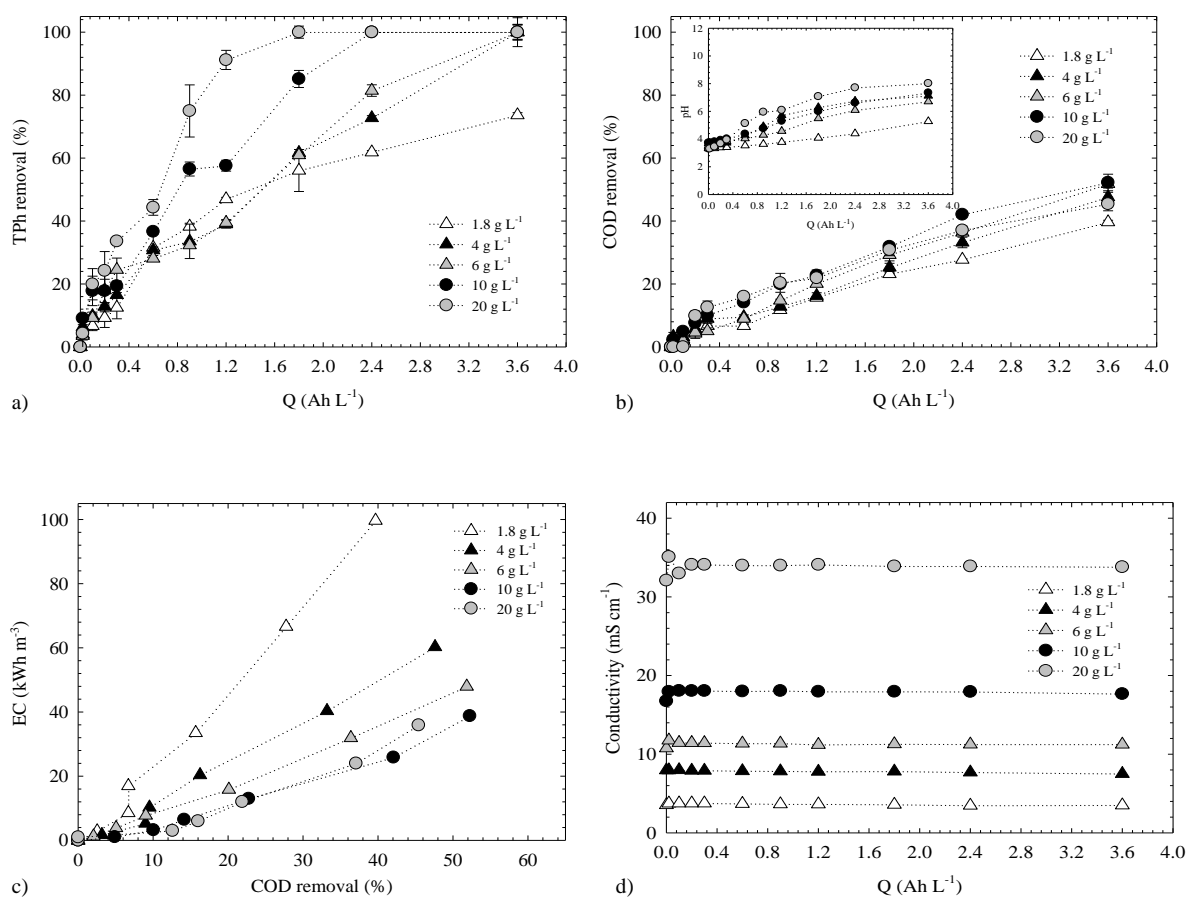 100
80
60
40
20
0
TPh removal (%)
1.8 g L-1
4 g L-1
6 g L-1
10 g L-1
20 g L-1
0.0 0.4 0.8 1.2 1.6 2.0 2.4 2.8 3.2 3.6 4.0
Q (Ah L-1)
a)
100
80
60
40
20
0
COD removal (%)
12
10
8
6
4
2
0
pH
0.0 0.4 0.8 1.2 1.6 2.0 2.4 2.8 3.2 3.6 4.0
Q (Ah L-1)
1.8 g L-1
4 g L-1
6 g L-1
10 g L-1
20 g L-1
0.0 0.4 0.8 1.2 1.6 2.0 2.4 2.8 3.2 3.6 4.0
Q (Ah L-1)
b)
100
80
60
40
20
0
EC (kWh m-3)
1.8 g L-1
4 g L-1
6 g L-1
10 g L-1
20 g L-1
0 10 20 30 40 50 60
COD removal (%)
c)
40
32
24
16
8
0
Conductivity (mS cm-1)
1.8 g L-1
4 g L-1
6 g L-1
10 g L-1
20 g L-1
0.0 0.4 0.8 1.2 1.6 2.0 2.4 2.8 3.2 3.6 4.0
Q (Ah L-1)
d)